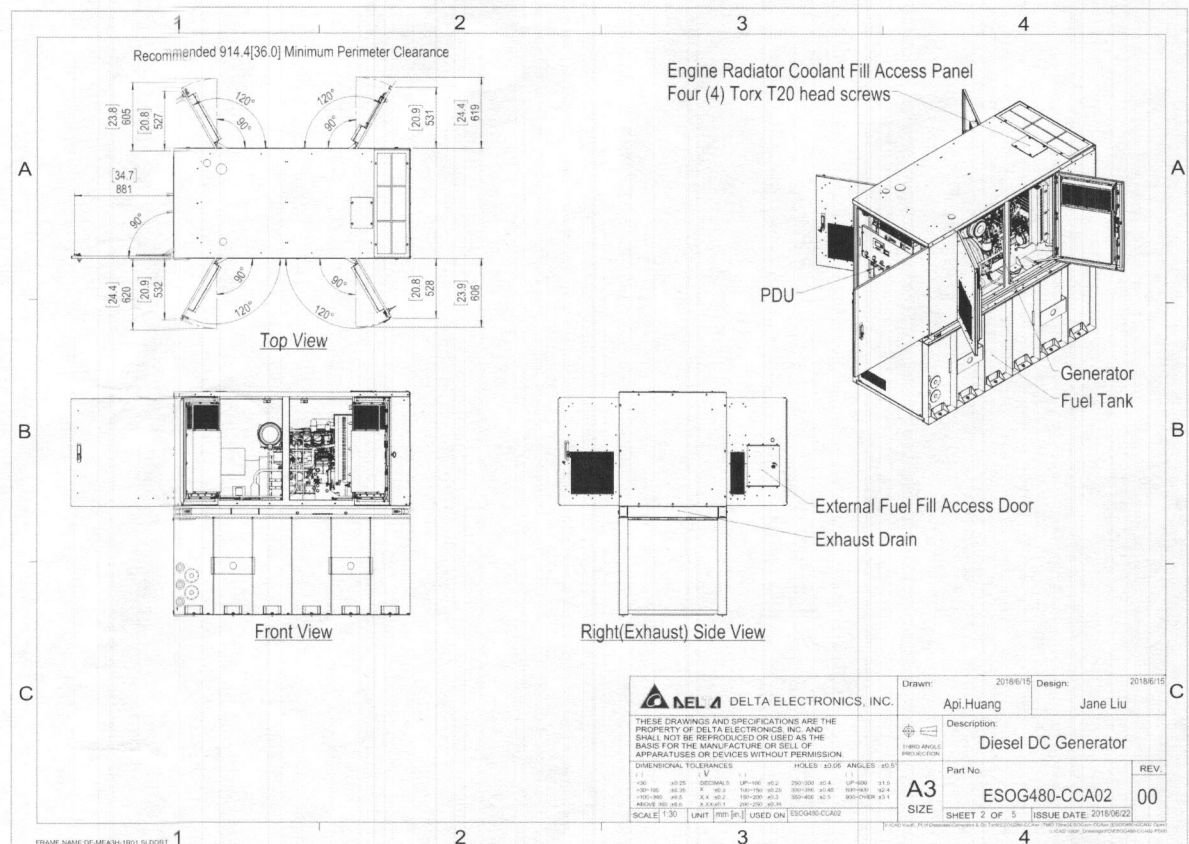 1 2 3 4
Recommended 914.4[36.0] Minimum Perimeter Clearance
Engine Radiator Coolant Fill Access Panel
Four (4) Torx T20 head screws
[23.8]
605
[20.8]
527
120°
90°
120°
90°
[20.9]
531
[24.4]
619
A
A
[34.7]
881
90°
[24.4]
620
[20.9]
532
90°
120°
90°
120°
[20.8]
528
[23.9]
606
Top View
PDU
Generator
Fuel Tank
B
B
External Fuel Fill Access Door
Exhaust Drain
Front View
Right(Exhaust) Side View
C
C
DELTA ELECTRONICS, INC.
THESE DRAWINGS AND SPECIFICATIONS ARE THE
PROPERTY OF DELTA ELECTRONICS, INC. AND
SHALL NOT BE REPRODUCED OR USED AS THE
BASIS FOR THE MANUFACTURE OR SELL OF
APPARATUSES OR DEVICES WITHOUT PERMISSION.
DIMENSIONAL TOLERANCES HOLES ±0.05 ANGLES ±0.5°
SCALE 1:30 UNIT mm [in.] USED ON ESOG480-CCA02
Drawn: 2018/6/15 Design: 2018/6/15
Api.Huang Jane Liu
THIRD ANGLE
PROJECTION
Description:
Diesel DC Generator
A3
SIZE
Part No. REV.
ESOG480-CCA02 00
SHEET 2 OF 5 ISSUE DATE: 2018/06/22
1 2 3 4